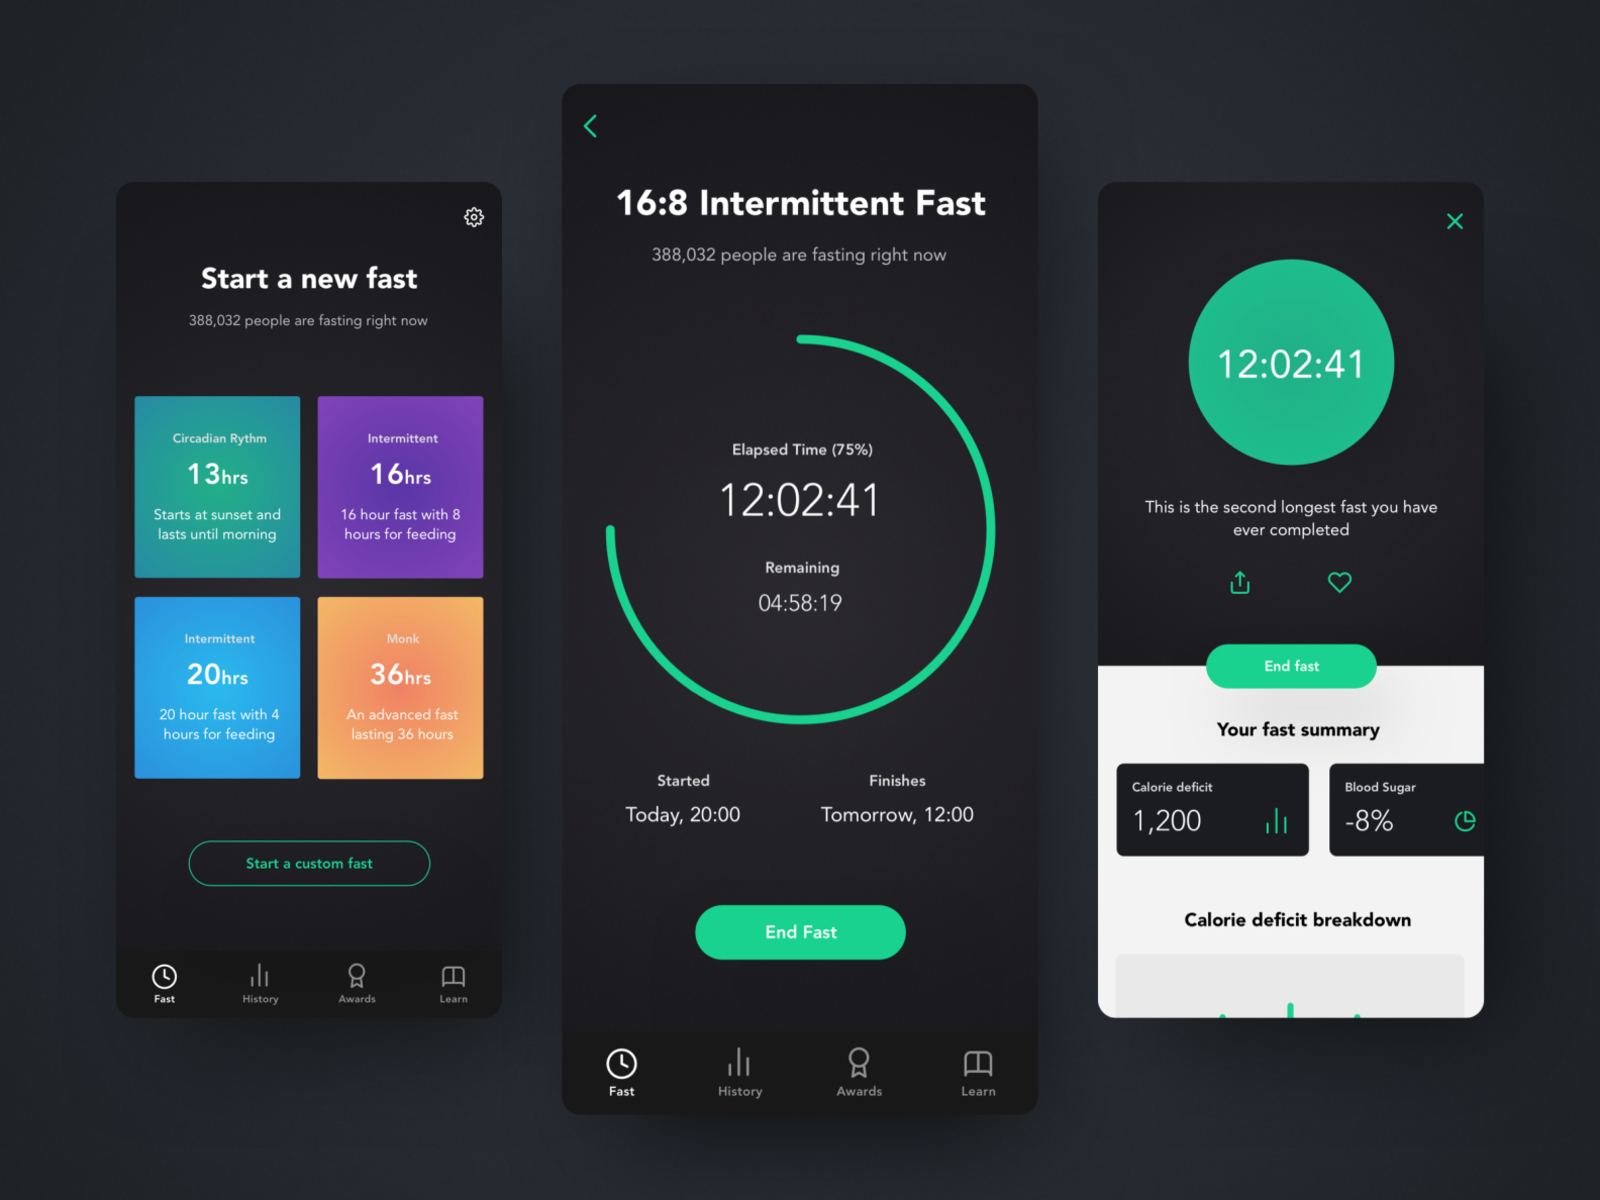 Start a new fast
388,032 people are fasting right now
Circadian Rythm
13hrs
Starts at sunset and
lasts until morning
Intermittent
16hrs
16 hour fast with 8
hours for feeding
Intermittent
20hrs
20 hour fast with 4
hours for feeding
Monk
36hrs
An advanced fast
lasting 36 hours
Start a custom fast
Fast
History
Awards
Learn
16:8 Intermittent Fast
388,032 people are fasting right now
Elapsed Time (75%)
12:02:41
Remaining
04:58:19
Started
Today, 20:00
Finishes
Tomorrow, 12:00
End Fast
Fast
History
Awards
Learn
12:02:41
This is the second longest fast you have
ever completed
End fast
Your fast summary
Calorie deficit
1,200
Blood Sugar
-8%
Calorie deficit breakdown